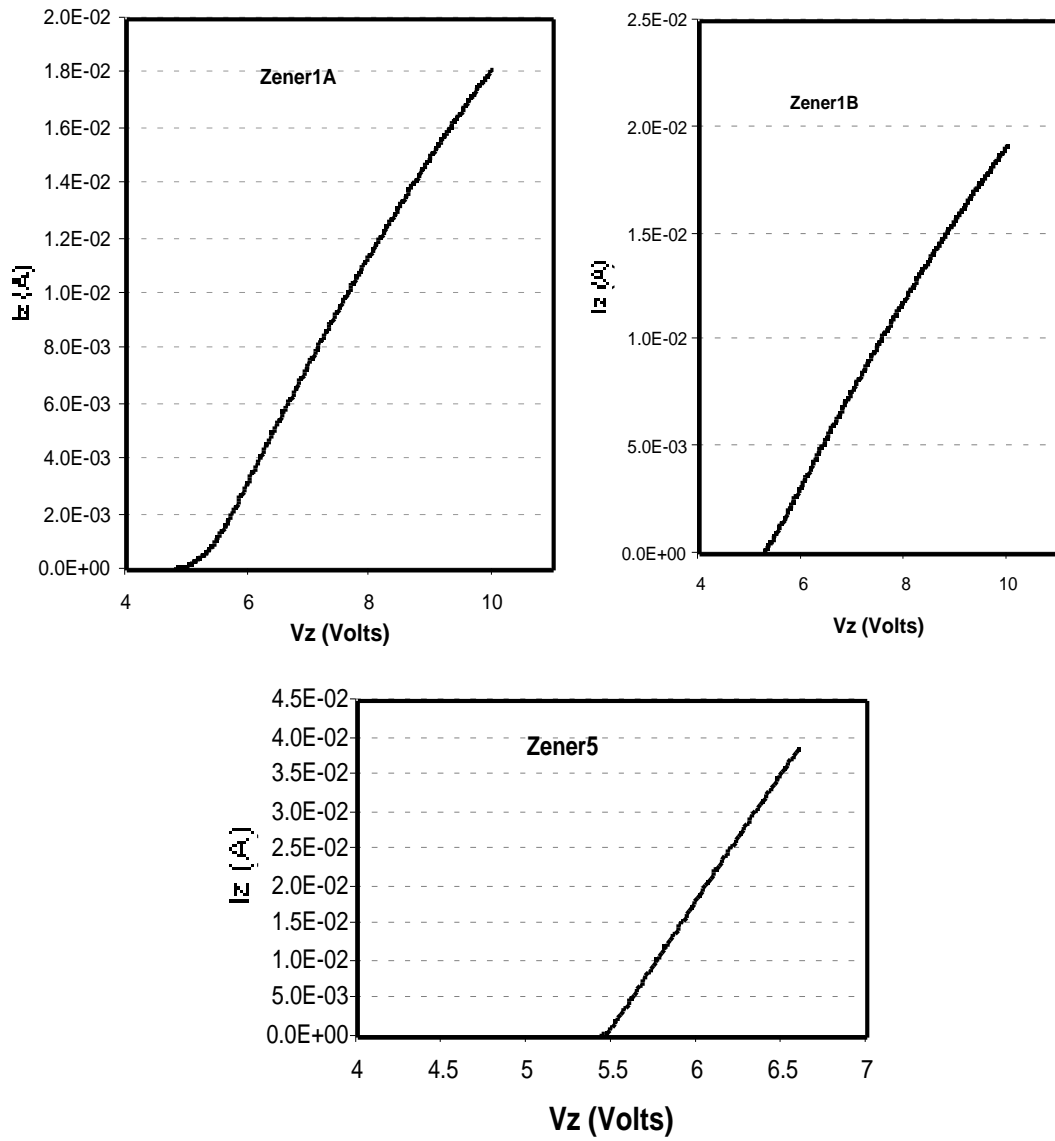 2.0E-02
1.8E-02
1.6E-02
1.4E-02
1.2E-02
1.0E-02
8.0E-03
6.0E-03
4.0E-03
2.0E-03
0.0E+00
Iz (A)
Zener1A
4 6 8 10
Vz (Volts)
2.5E-02
2.0E-02
1.5E-02
1.0E-02
5.0E-03
0.0E+00
Iz (A)
Zener1B
4 6 8 10
Vz (Volts)
4.5E-02
4.0E-02
3.5E-02
3.0E-02
2.5E-02
2.0E-02
1.5E-02
1.0E-02
5.0E-03
0.0E+00
Iz (A)
Zener5
4 4.5 5 5.5 6 6.5 7
Vz (Volts)